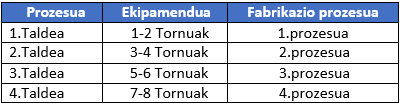 Prozesua Ekipamendua Fabrikazio prozesua
1.Taldea 1-2 Tornuak 1.prozesua
2.Taldea 3-4 Tornuak 2.prozesua
3.Taldea 5-6 Tornuak 3.prozesua
4.Taldea 7-8 Tornuak 4.prozesua